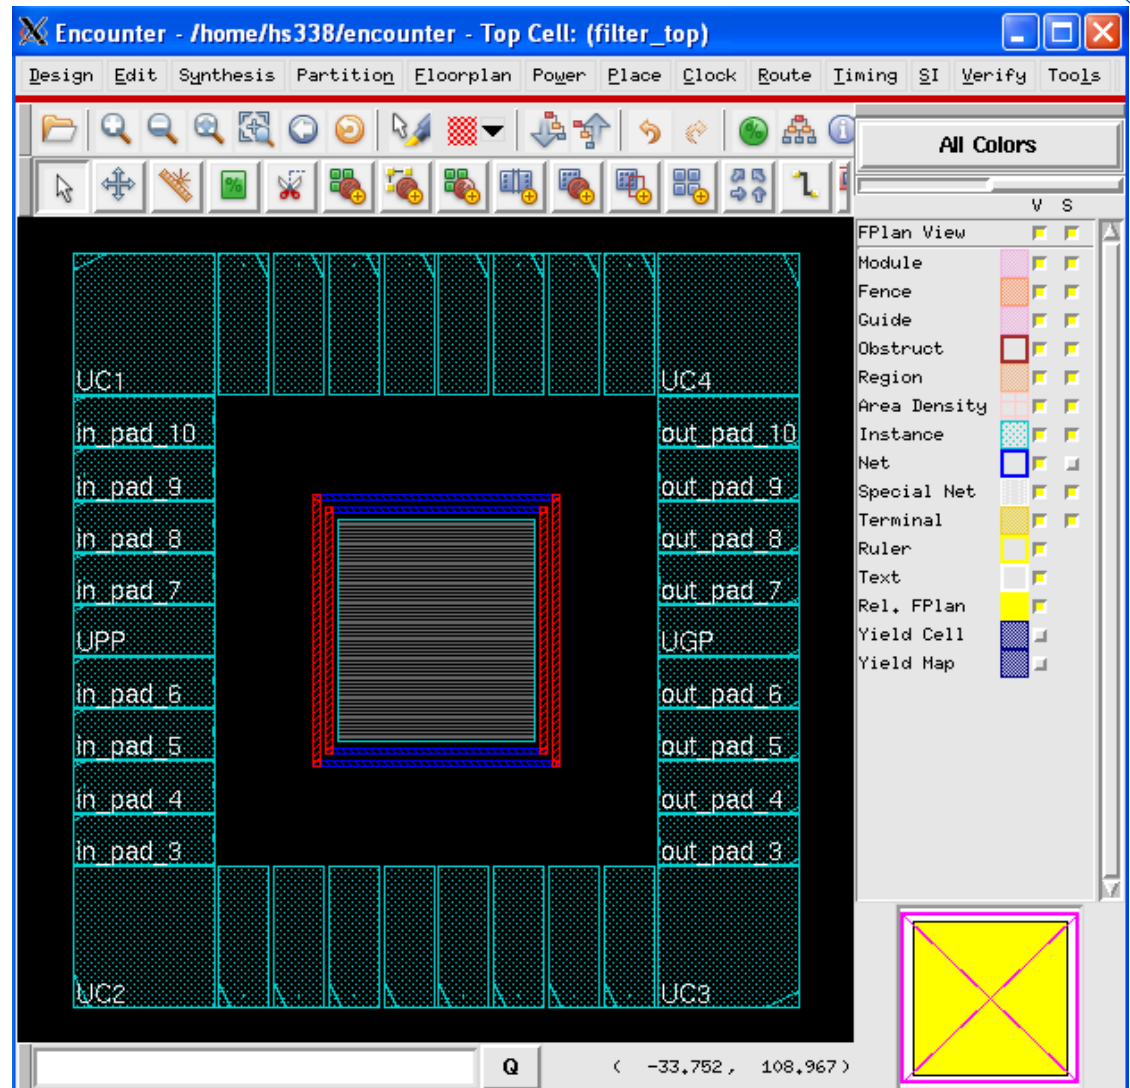 Encounter - /home/hs338/encounter - Top Cell: (filter_top)
Design Edit Synthesis Partition Floorplan Power Place Clock Route Timing SI Verify Tools
All Colors
V S
FPlan View
Module
Fence
Guide
Obstruct
Region
Area Density
Instance
Net
Special Net
Terminal
Ruler
Text
Rel. FPlan
Yield Cell
Yield Map
UC1 UC4
in_pad_10 out_pad_10
in_pad_9 out_pad_9
in_pad_8 out_pad_8
in_pad_7 out_pad_7
UPP UGP
in_pad_6 out_pad_6
in_pad_5 out_pad_5
in_pad_4 out_pad_4
in_pad_3 out_pad_3
UC2 UC3
Q ( -33.752, 108.967)